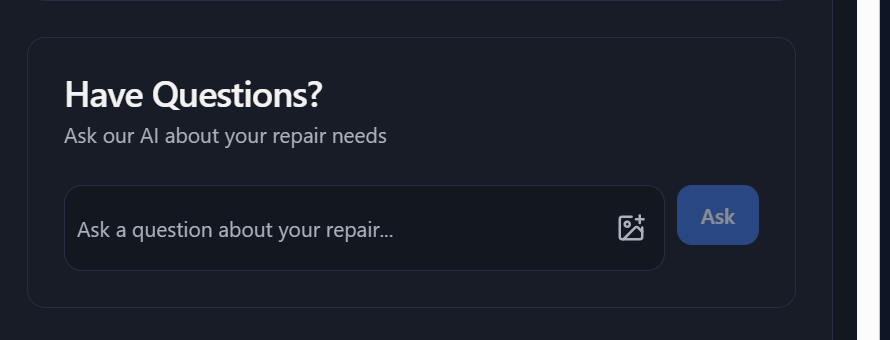 Have Questions?
Ask our AI about your repair needs
Ask a question about your repair...
Ask